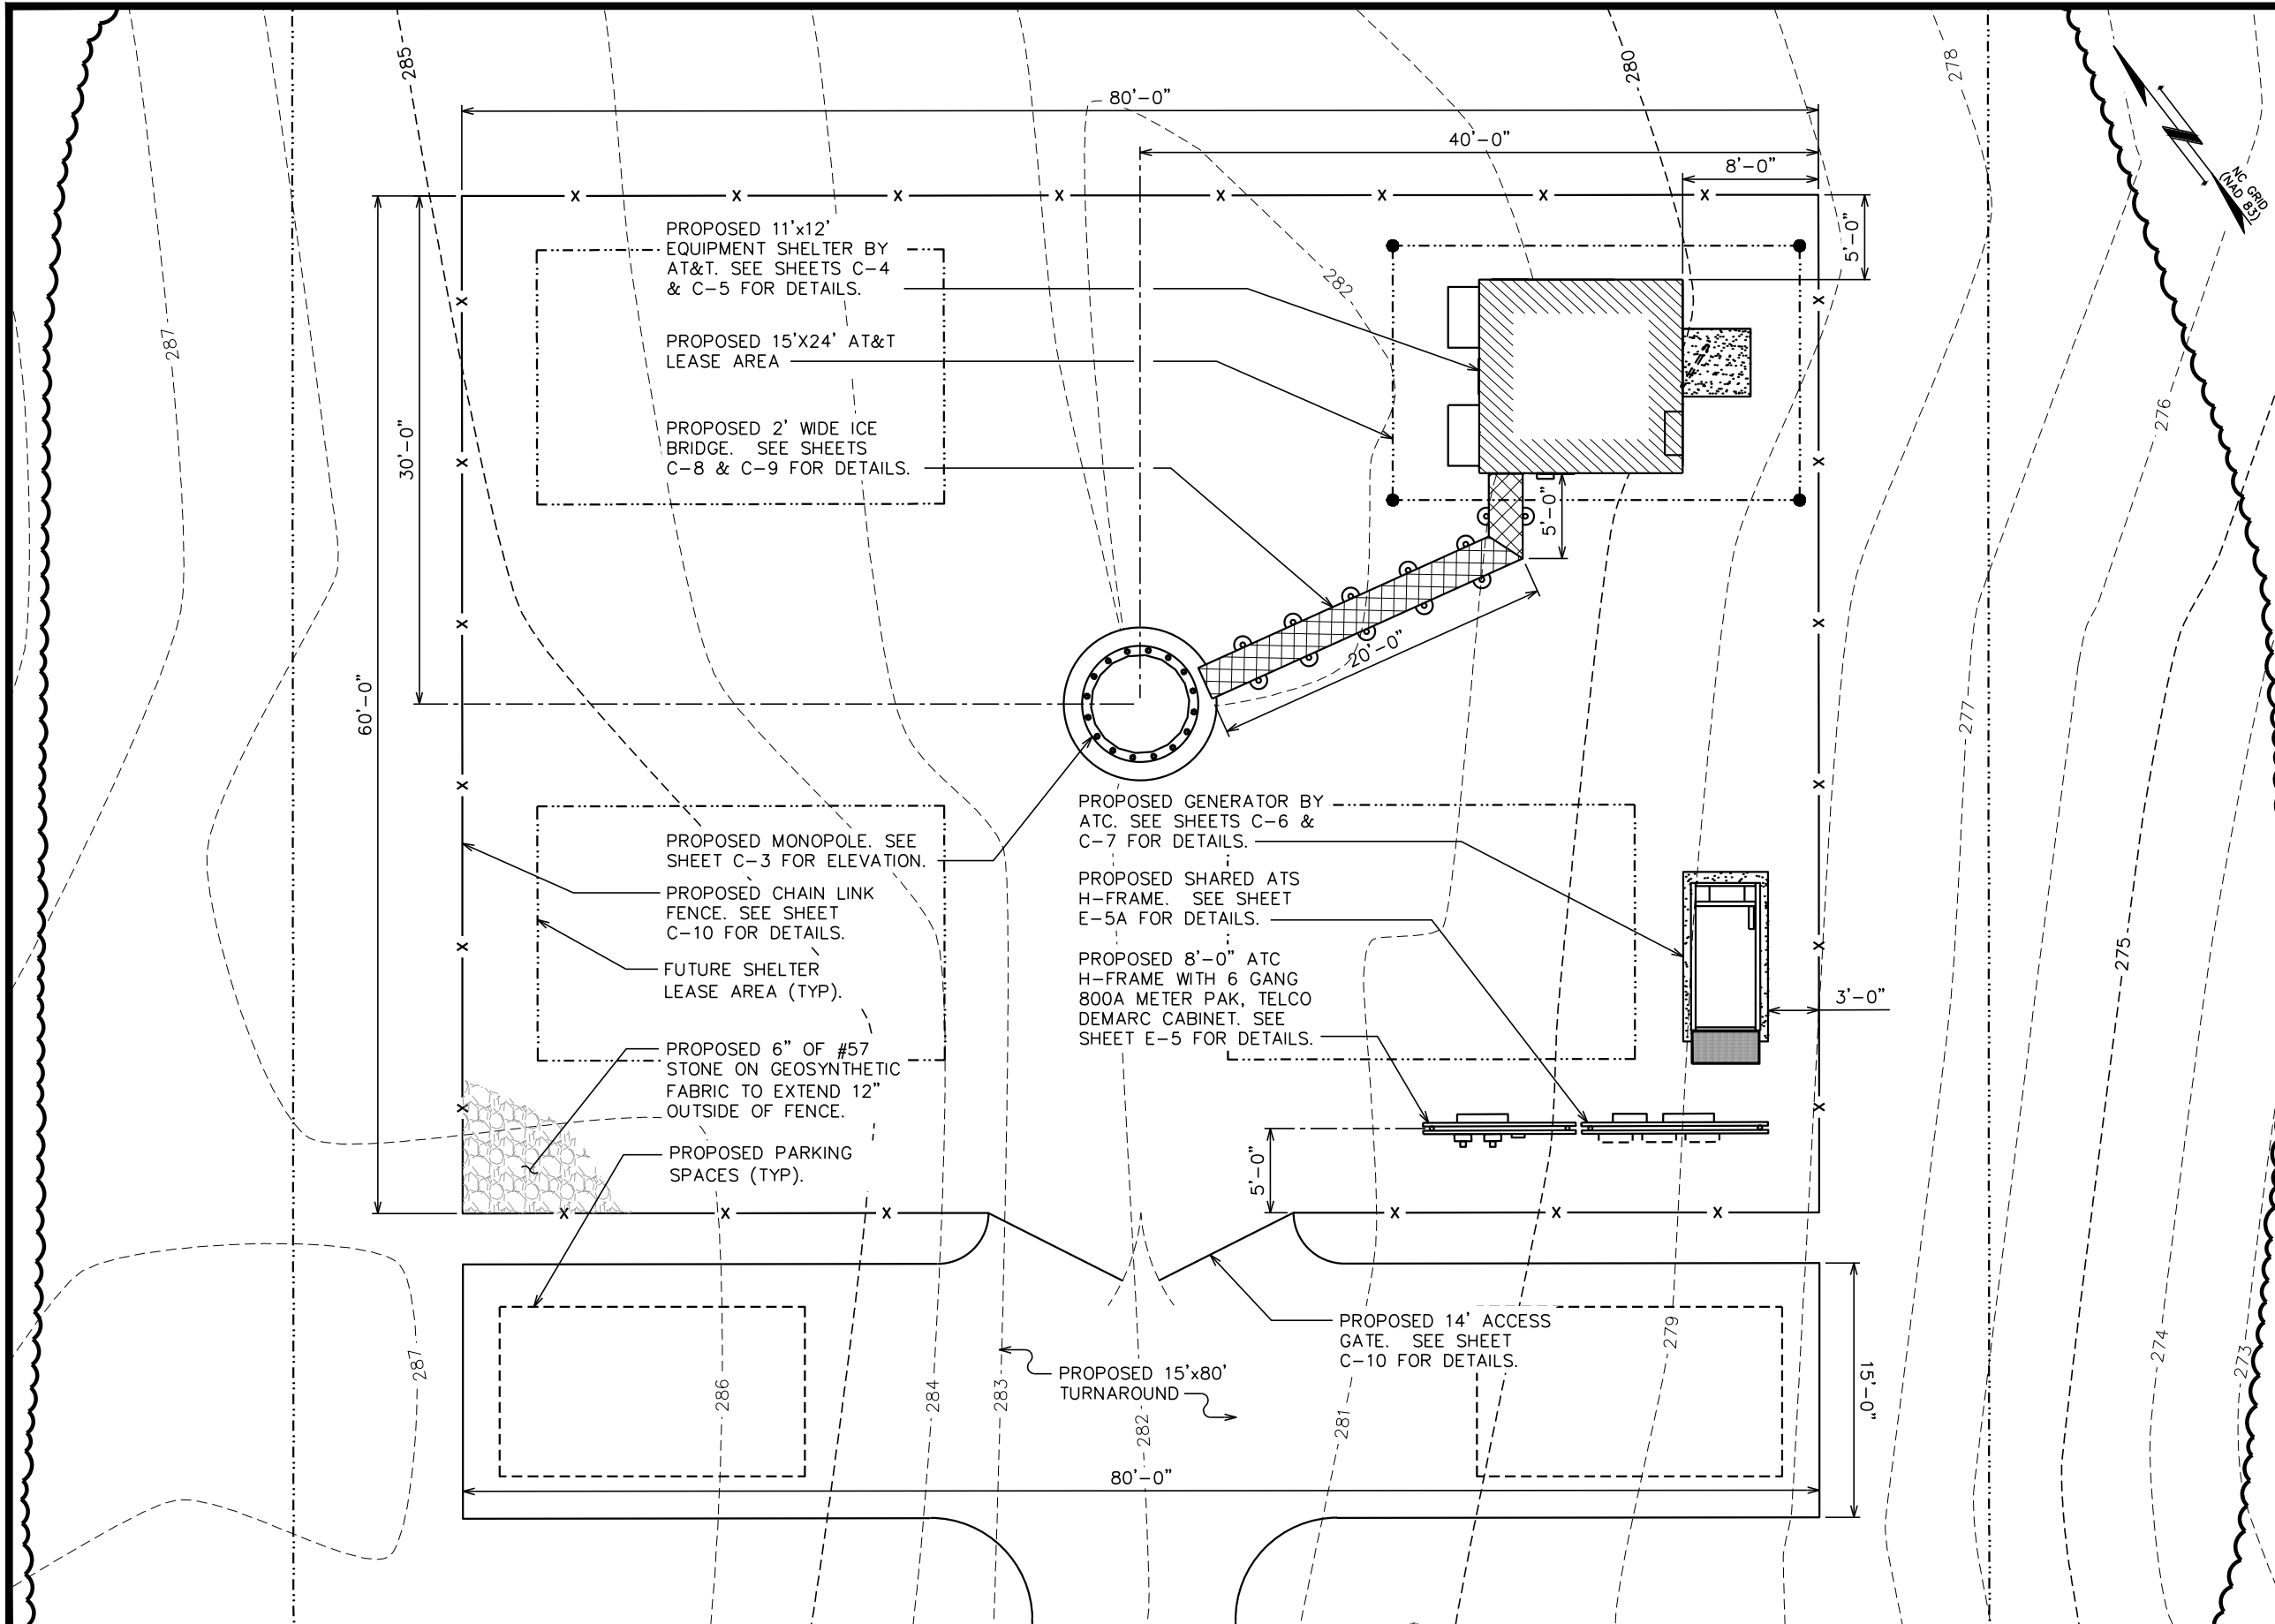 285
280
278
80'-0"
40'-0"
8'-0"
NC GRID
(NAD 83)
5'-0"
PROPOSED 11'x12'
EQUIPMENT SHELTER BY
AT&T. SEE SHEETS C-4
& C-5 FOR DETAILS.
282
287
PROPOSED 15'X24' AT&T
LEASE AREA
276
30'-0"
PROPOSED 2' WIDE ICE
BRIDGE. SEE SHEETS
C-8 & C-9 FOR DETAILS.
5'-0"
20'-0"
60'-0"
277
PROPOSED GENERATOR BY
ATC. SEE SHEETS C-6 &
C-7 FOR DETAILS.
PROPOSED MONOPOLE. SEE
SHEET C-3 FOR ELEVATION.
PROPOSED SHARED ATS
H-FRAME. SEE SHEET
E-5A FOR DETAILS.
PROPOSED CHAIN LINK
FENCE. SEE SHEET
C-10 FOR DETAILS.
275
PROPOSED 8'-0" ATC
H-FRAME WITH 6 GANG
800A METER PAK, TELCO
DEMARC CABINET. SEE
SHEET E-5 FOR DETAILS.
FUTURE SHELTER
LEASE AREA (TYP).
3'-0"
PROPOSED 6" OF #57
STONE ON GEOSYNTHETIC
FABRIC TO EXTEND 12"
OUTSIDE OF FENCE.
PROPOSED PARKING
SPACES (TYP).
5'-0"
PROPOSED 14' ACCESS
GATE. SEE SHEET
C-10 FOR DETAILS.
279
274
273
287
PROPOSED 15'x80'
TURNAROUND
15'-0"
286
284
283
282
281
80'-0"